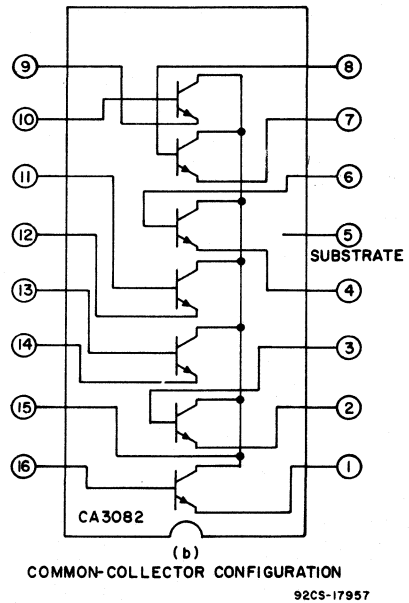 9 8
10 7
11 6
12 5
SUBSTRATE
13 4
14 3
15 2
16 1
CA3082
(b)
COMMON-COLLECTOR CONFIGURATION
92CS-17957